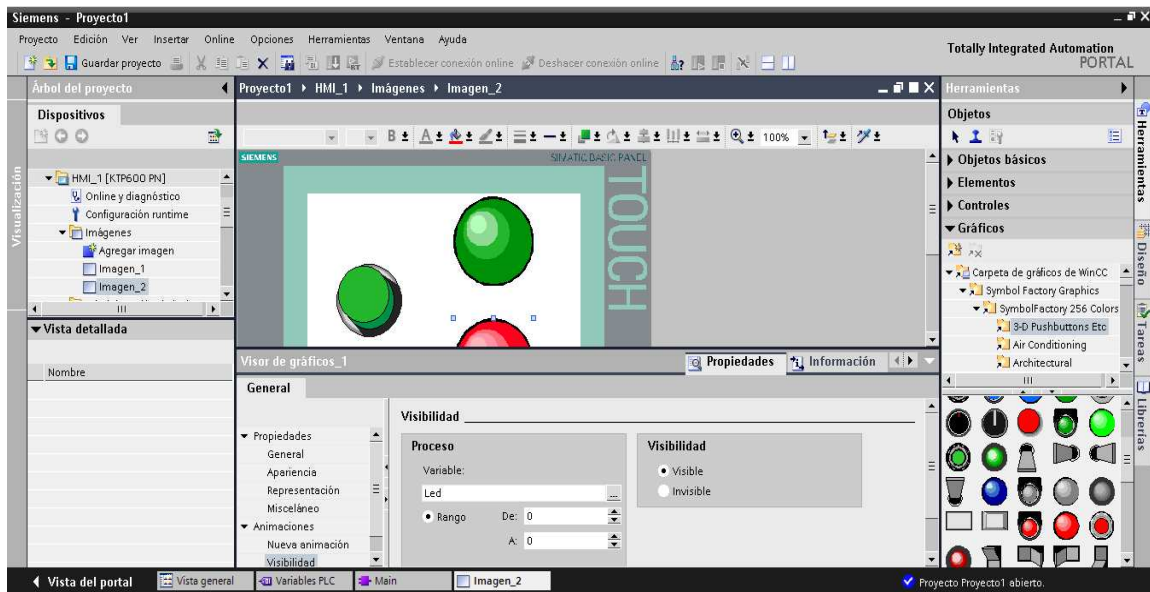 Siemens - Proyecto1
Proyecto Edición Ver Insertar Online Opciones Herramientas Ventana Ayuda
Guardar proyecto Establecer conexión online Deshacer conexión online
Totally Integrated Automation
PORTAL
Árbol del proyecto
Dispositivos
Visualización
HMI_1 [KTP600 PN]
Online y diagnóstico
Configuración runtime
Imágenes
Agregar imagen
Imagen_1
Imagen_2
Vista detallada
Nombre
Proyecto1 HMI_1 Imágenes Imagen_2
B A 100%
SIEMENS SIMATIC BASIC PANEL
TOUCH
Visor de gráficos_1 Propiedades Información
General
Propiedades
General
Apariencia
Representación
Misceláneo
Animaciones
Nueva animación
Visibilidad
Visibilidad
Proceso
Variable:
Led
...
Rango De: 0
A: 0
Visibilidad
Visible
Invisible
Herramientas
Objetos
Objetos básicos
Elementos
Controles
Gráficos
Carpeta de gráficos de WinCC
Symbol Factory Graphics
SymbolFactory 256 Colors
3-D Pushbuttons Etc
Air Conditioning
Architectural
Herramientas
Diseño
Tareas
Librerías
Vista del portal Vista general Variables PLC Main Imagen_2 Proyecto Proyecto1 abierto.